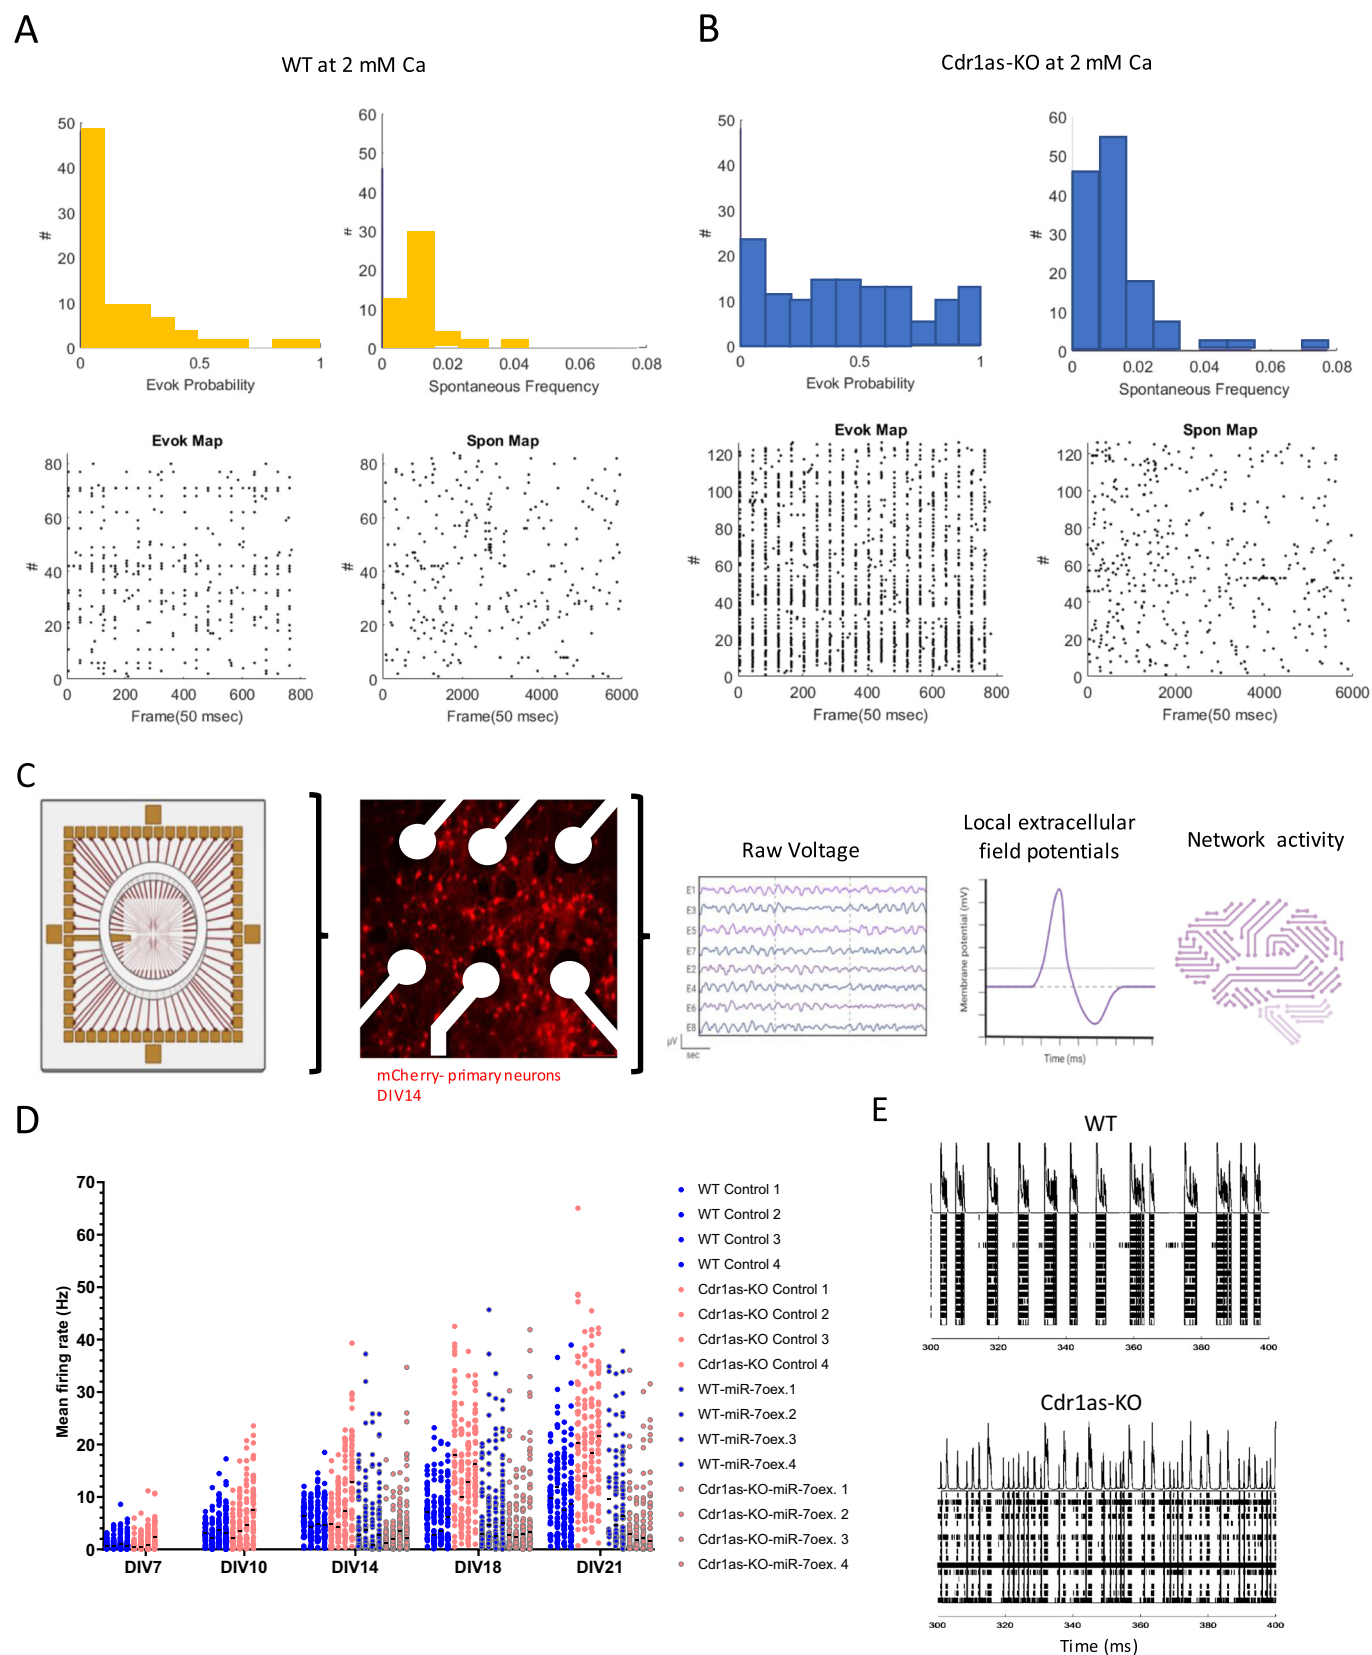 A
WT at 2 mM Ca
60
50
40
30
20
10
0
#
0
0.5
1
Evok Probability
60
50
40
30
20
10
0
#
0
0.02
0.04
0.06
0.08
Spontaneous Frequency
Evok Map
80
60
40
20
0
#
0
200
400
600
800
Frame(50 msec)
Spon Map
80
60
40
20
0
#
0
2000
4000
6000
Frame(50 msec)
B
Cdr1as-KO at 2 mM Ca
50
40
30
20
10
0
#
0
0.5
1
Evok Probability
60
50
40
30
20
10
0
#
0
0.02
0.04
0.06
0.08
Spontaneous Frequency
Evok Map
120
100
80
60
40
20
0
#
0
200
400
600
800
Frame(50 msec)
Spon Map
120
100
80
60
40
20
0
#
0
2000
4000
6000
Frame(50 msec)
C
mCherry- primary neurons
DIV14
Raw Voltage
E1
E3
E5
E7
E2
E4
E6
E8
µV
sec
Local extracellular
field potentials
Membrane potential (mV)
Time (ms)
Network activity
D
Mean firing rate (Hz)
70
60
50
40
30
20
10
0
DIV7
DIV10
DIV14
DIV18
DIV21
WT Control 1
WT Control 2
WT Control 3
WT Control 4
Cdr1as-KO Control 1
Cdr1as-KO Control 2
Cdr1as-KO Control 3
Cdr1as-KO Control 4
WT-miR-7oex.1
WT-miR-7oex.2
WT-miR-7oex.3
WT-miR-7oex.4
Cdr1as-KO-miR-7oex. 1
Cdr1as-KO-miR-7oex. 2
Cdr1as-KO-miR-7oex. 3
Cdr1as-KO-miR-7oex. 4
E
WT
300
320
340
360
380
400
Cdr1as-KO
300
320
340
360
380
400
Time (ms)